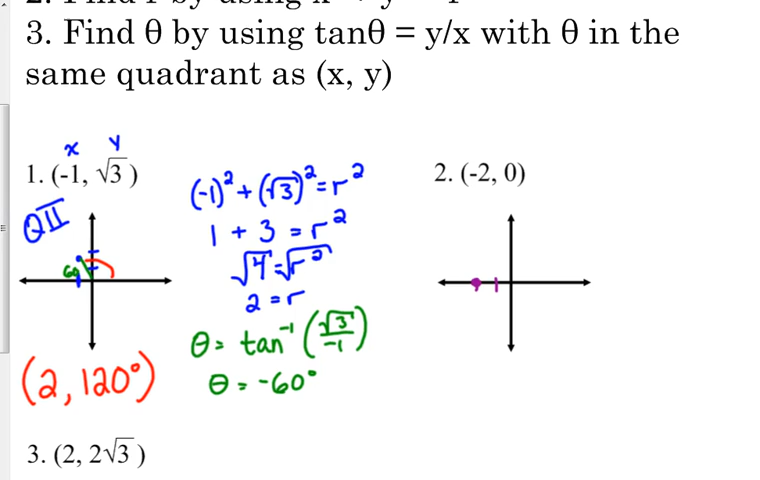 3. Find θ by using tanθ = y/x with θ in the
same quadrant as (x, y)
x y
1. (-1, √3 )
QII
60
(-1)² + (√3)² = r²
1 + 3 = r²
√4 = √r²
2 = r
θ = tan⁻¹ (√3/-1)
θ = -60°
(2, 120°)
2. (-2, 0)
3. (2, 2√3 )